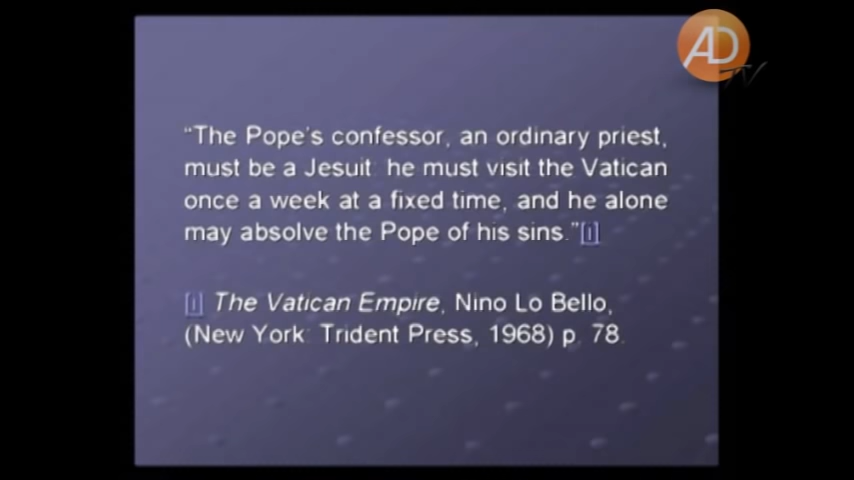 AD
TV
“The Pope's confessor, an ordinary priest,
must be a Jesuit: he must visit the Vatican
once a week at a fixed time, and he alone
may absolve the Pope of his sins.”[i]
[i] The Vatican Empire, Nino Lo Bello,
(New York: Trident Press, 1968) p. 78.